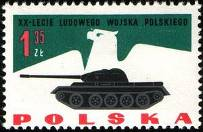 XX-LECIE LUDOWEGO WOJSKA POLSKIEGO
1.35
ZŁ
POLSKA